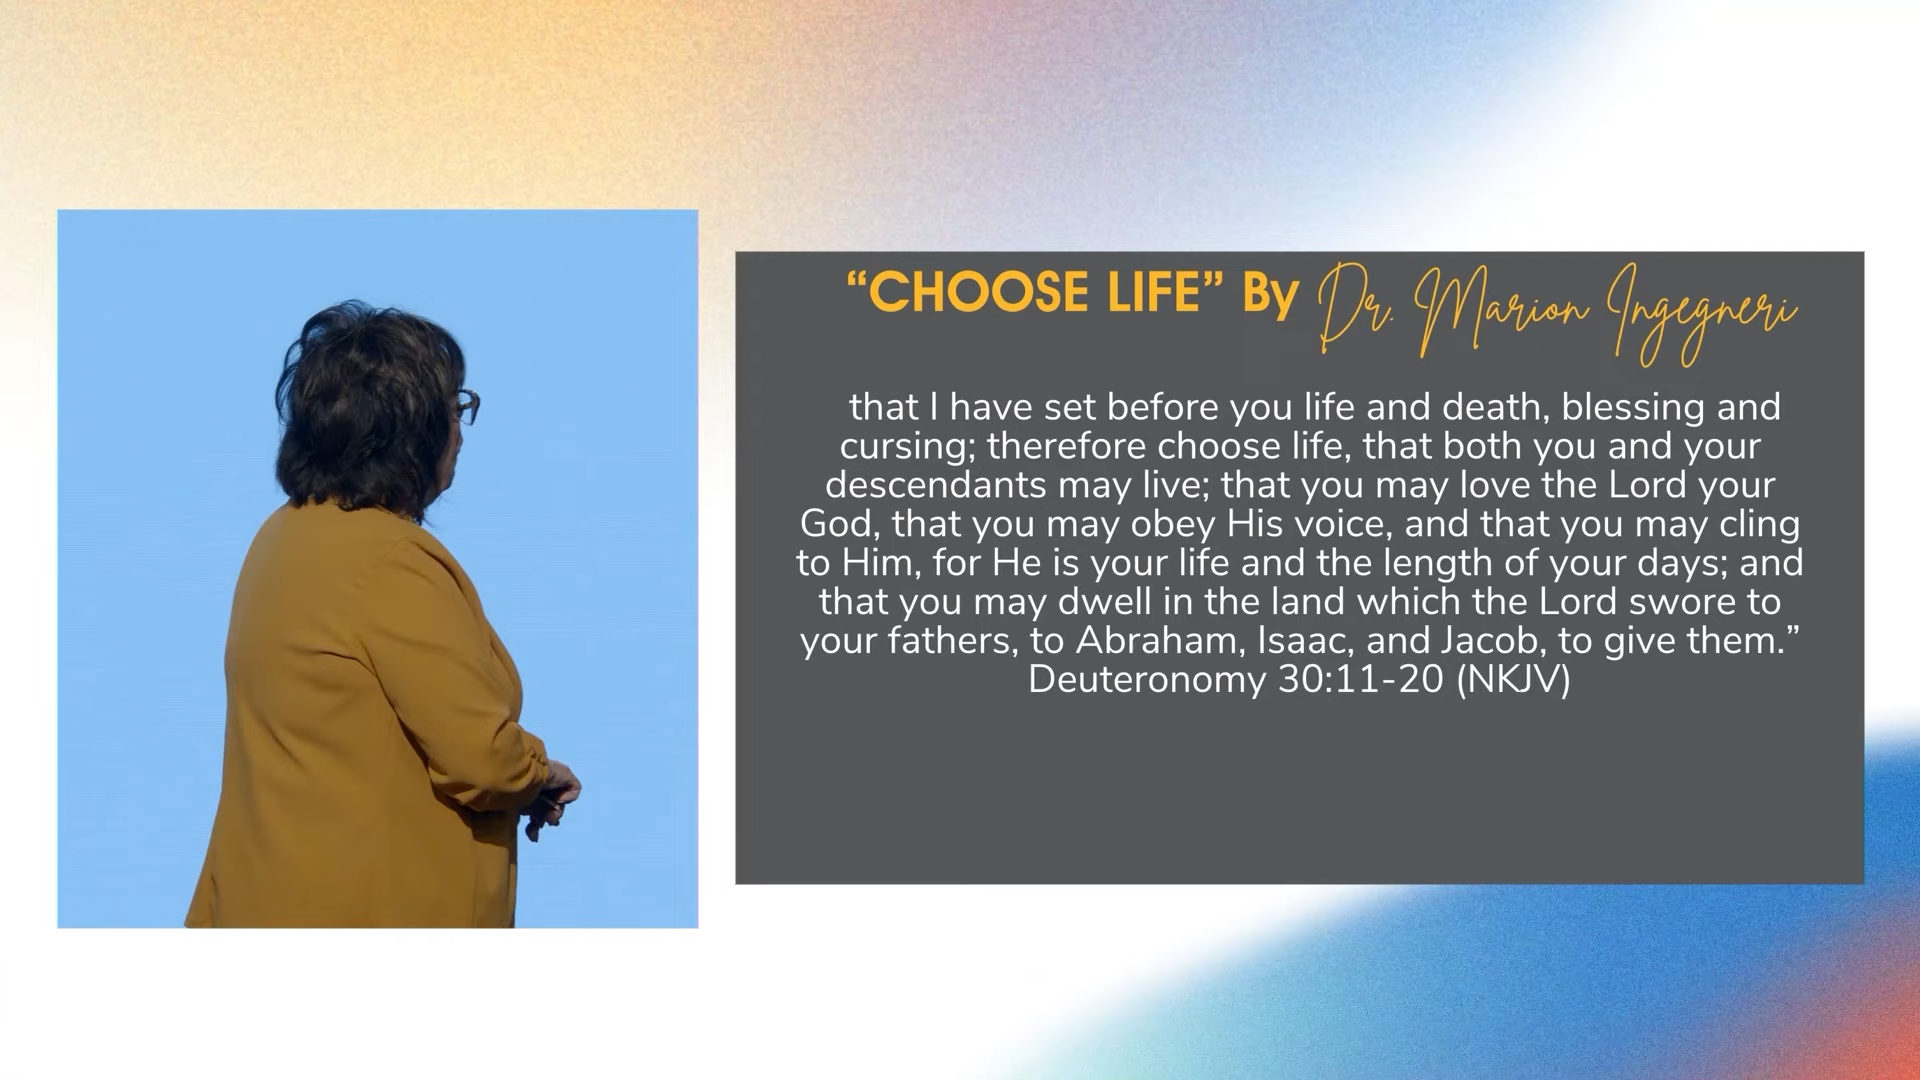 “CHOOSE LIFE” By Dr. Marion Ingegneri
that I have set before you life and death, blessing and
cursing; therefore choose life, that both you and your
descendants may live; that you may love the Lord your
God, that you may obey His voice, and that you may cling
to Him, for He is your life and the length of your days; and
that you may dwell in the land which the Lord swore to
your fathers, to Abraham, Isaac, and Jacob, to give them.”
Deuteronomy 30:11-20 (NKJV)